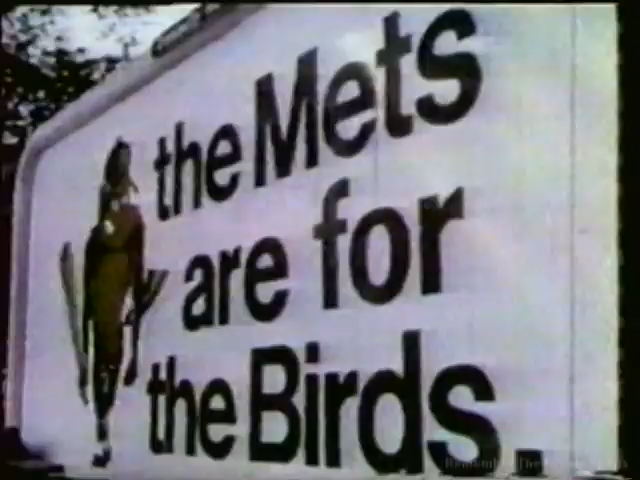 the Mets
are for
the Birds.